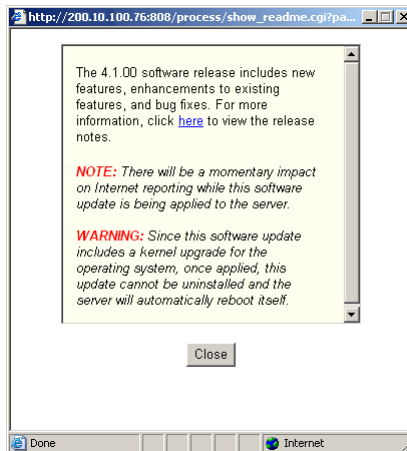 http://200.10.100.76:808/process/show_readme.cgi?pa...
The 4.1.00 software release includes new
features, enhancements to existing
features, and bug fixes. For more
information, click here to view the release
notes.
NOTE: There will be a momentary impact
on Internet reporting while this software
update is being applied to the server.
WARNING: Since this software update
includes a kernel upgrade for the
operating system, once applied, this
update cannot be uninstalled and the
server will automatically reboot itself.
Close
Done
Internet